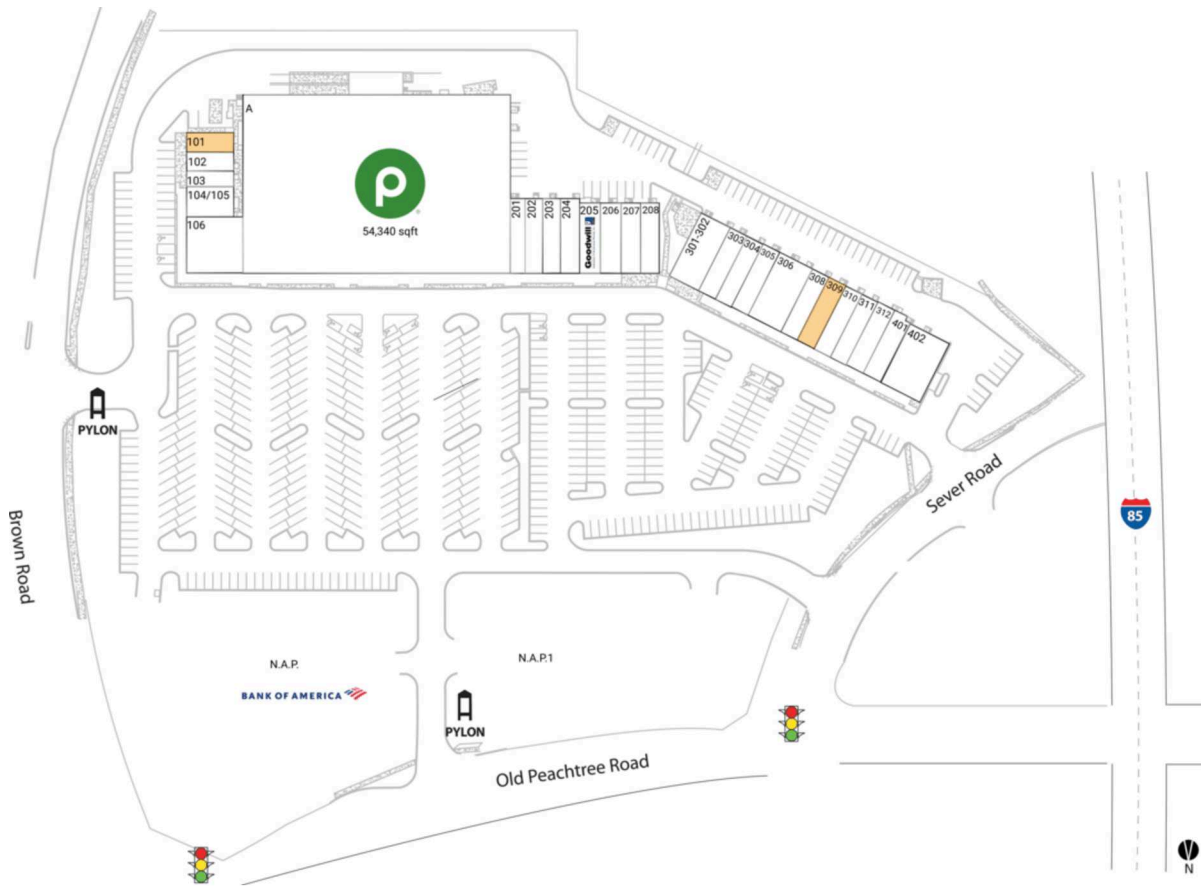 A
101
102
103
104/105
106
54,340 sqft
201
202
203
204
205
Goodwill
206
207
208
301-302
303
304
305
306
308
309
310
311
312
401
402
PYLON
Brown Road
Sever Road
85
N.A.P.
BANK OF AMERICA
N.A.P.1
PYLON
Old Peachtree Road
N